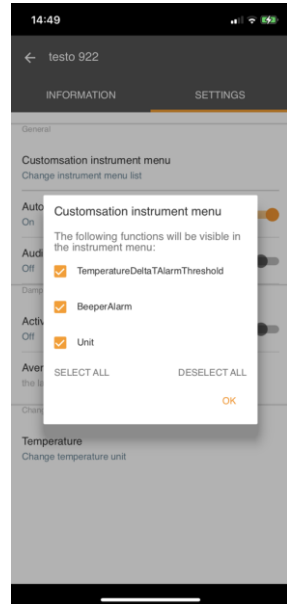 14:49
testo 922
INFORMATION
SETTINGS
General
Customsation instrument menu
Change instrument menu list
Auto
On
Audi
Off
Damp
Activ
Off
Aver
the la
Customsation instrument menu
The following functions will be visible in
the instrument menu:
TemperatureDeltaTAlarmThreshold
BeeperAlarm
Unit
SELECT ALL
DESELECT ALL
OK
Temperature
Change temperature unit